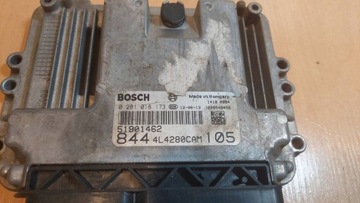 BOSCH Made in Hungary
0 281 018 173
51901462
844 4L4280CAM 105